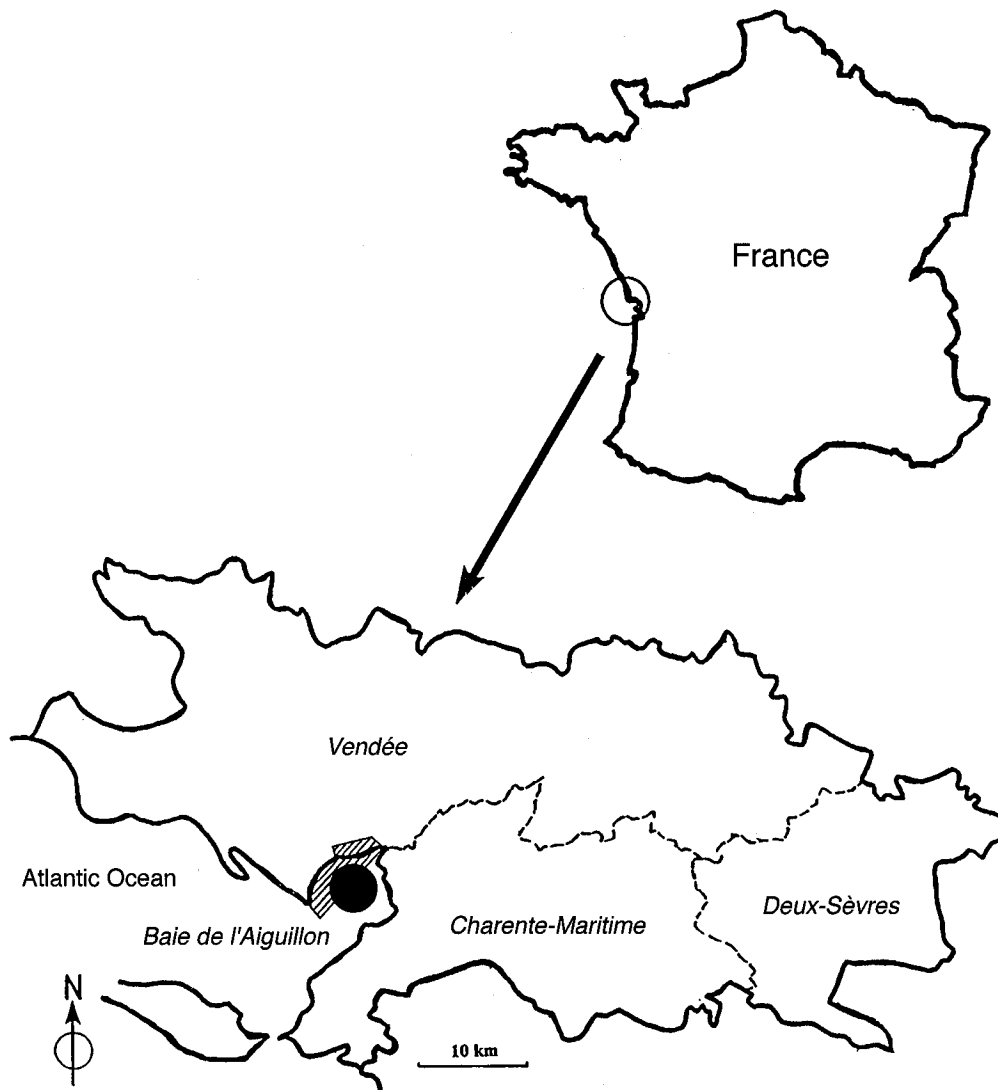 France
Vendée
Atlantic Ocean
Baie de l'Aiguillon
Charente-Maritime
Deux-Sèvres
N
10 km